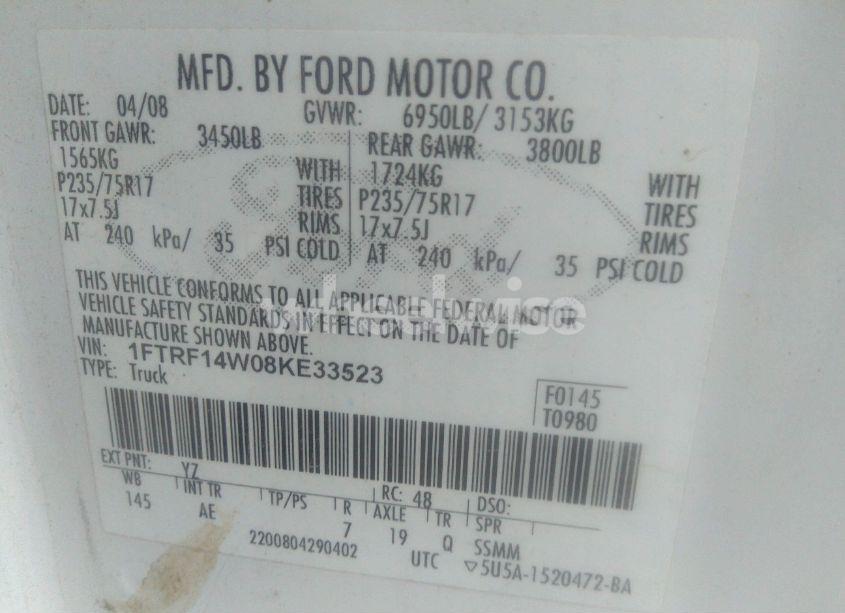 MFD. BY FORD MOTOR CO.
DATE: 04/08 GVWR: 6950LB/ 3153KG
FRONT GAWR: 3450LB REAR GAWR: 3800LB
1565KG WITH 1724KG WITH
P235/75R17 TIRES P235/75R17 TIRES
17x7.5J RIMS 17x7.5J RIMS
AT 240 kPa/ 35 PSI COLD AT 240 kPa/ 35 PSI COLD
THIS VEHICLE CONFORMS TO ALL APPLICABLE FEDERAL MOTOR
VEHICLE SAFETY STANDARDS IN EFFECT ON THE DATE OF
MANUFACTURE SHOWN ABOVE.
VIN: 1FTRF14W08KE33523
TYPE: Truck
F0145
T0980
EXT PNT: YZ RC: 48 DSO:
WB INT TR TP/PS R AXLE TR SPR
145 AE 7 19 Q SSMM
2200804290402 UTC ▽5U5A-1520472-BA